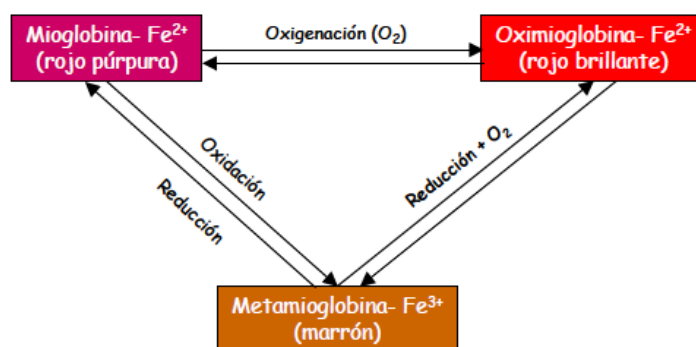 Mioglobina- Fe²⁺
(rojo púrpura)
Oxigenación (O₂)
Oximioglobina- Fe²⁺
(rojo brillante)
Oxidación
Reducción
Reducción + O₂
Metamioglobina- Fe³⁺
(marrón)